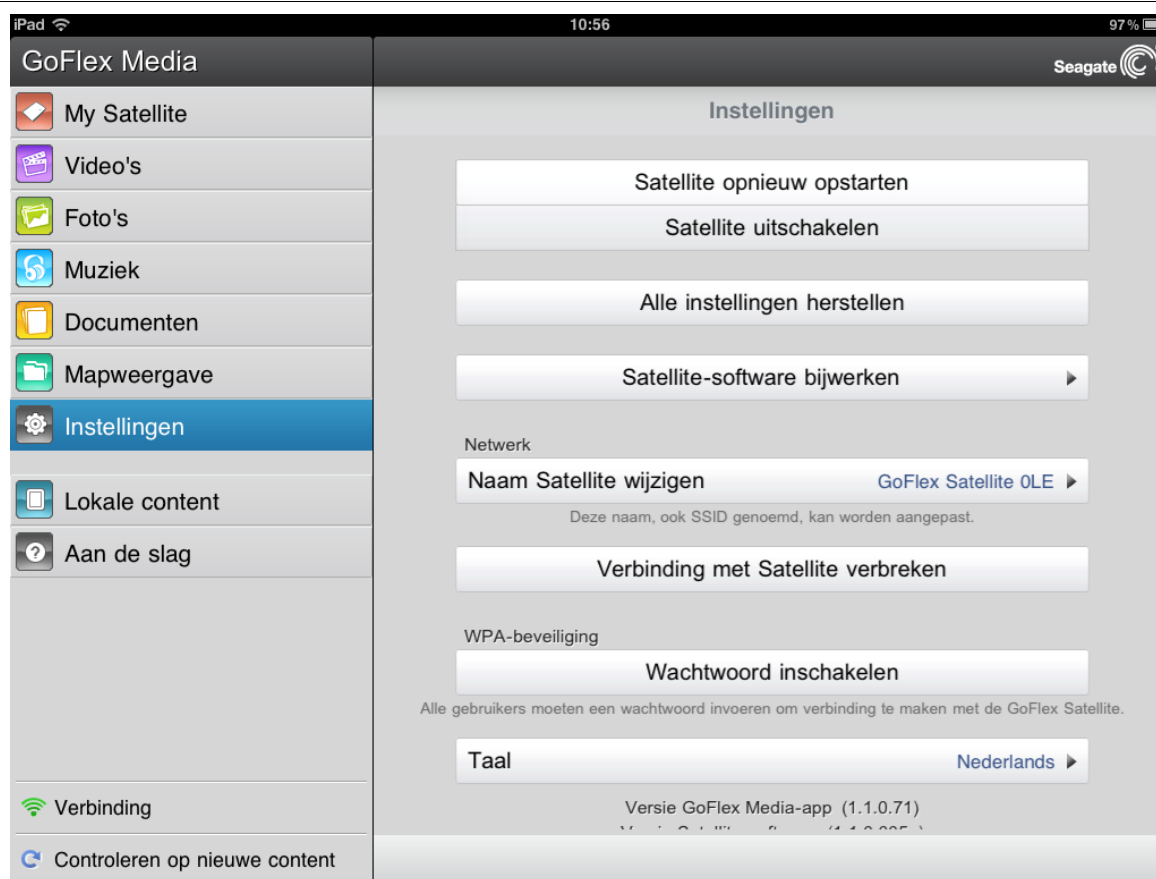 iPad 10:56 97%
GoFlex Media
Seagate
My Satellite
Video's
Foto's
Muziek
Documenten
Mapweergave
Instellingen
Lokale content
Aan de slag
Verbinding
Controleren op nieuwe content
Instellingen
Satellite opnieuw opstarten
Satellite uitschakelen
Alle instellingen herstellen
Satellite-software bijwerken
Netwerk
Naam Satellite wijzigen GoFlex Satellite 0LE
Deze naam, ook SSID genoemd, kan worden aangepast.
Verbinding met Satellite verbreken
WPA-beveiliging
Wachtwoord inschakelen
Alle gebruikers moeten een wachtwoord invoeren om verbinding te maken met de GoFlex Satellite.
Taal Nederlands
Versie GoFlex Media-app (1.1.0.71)